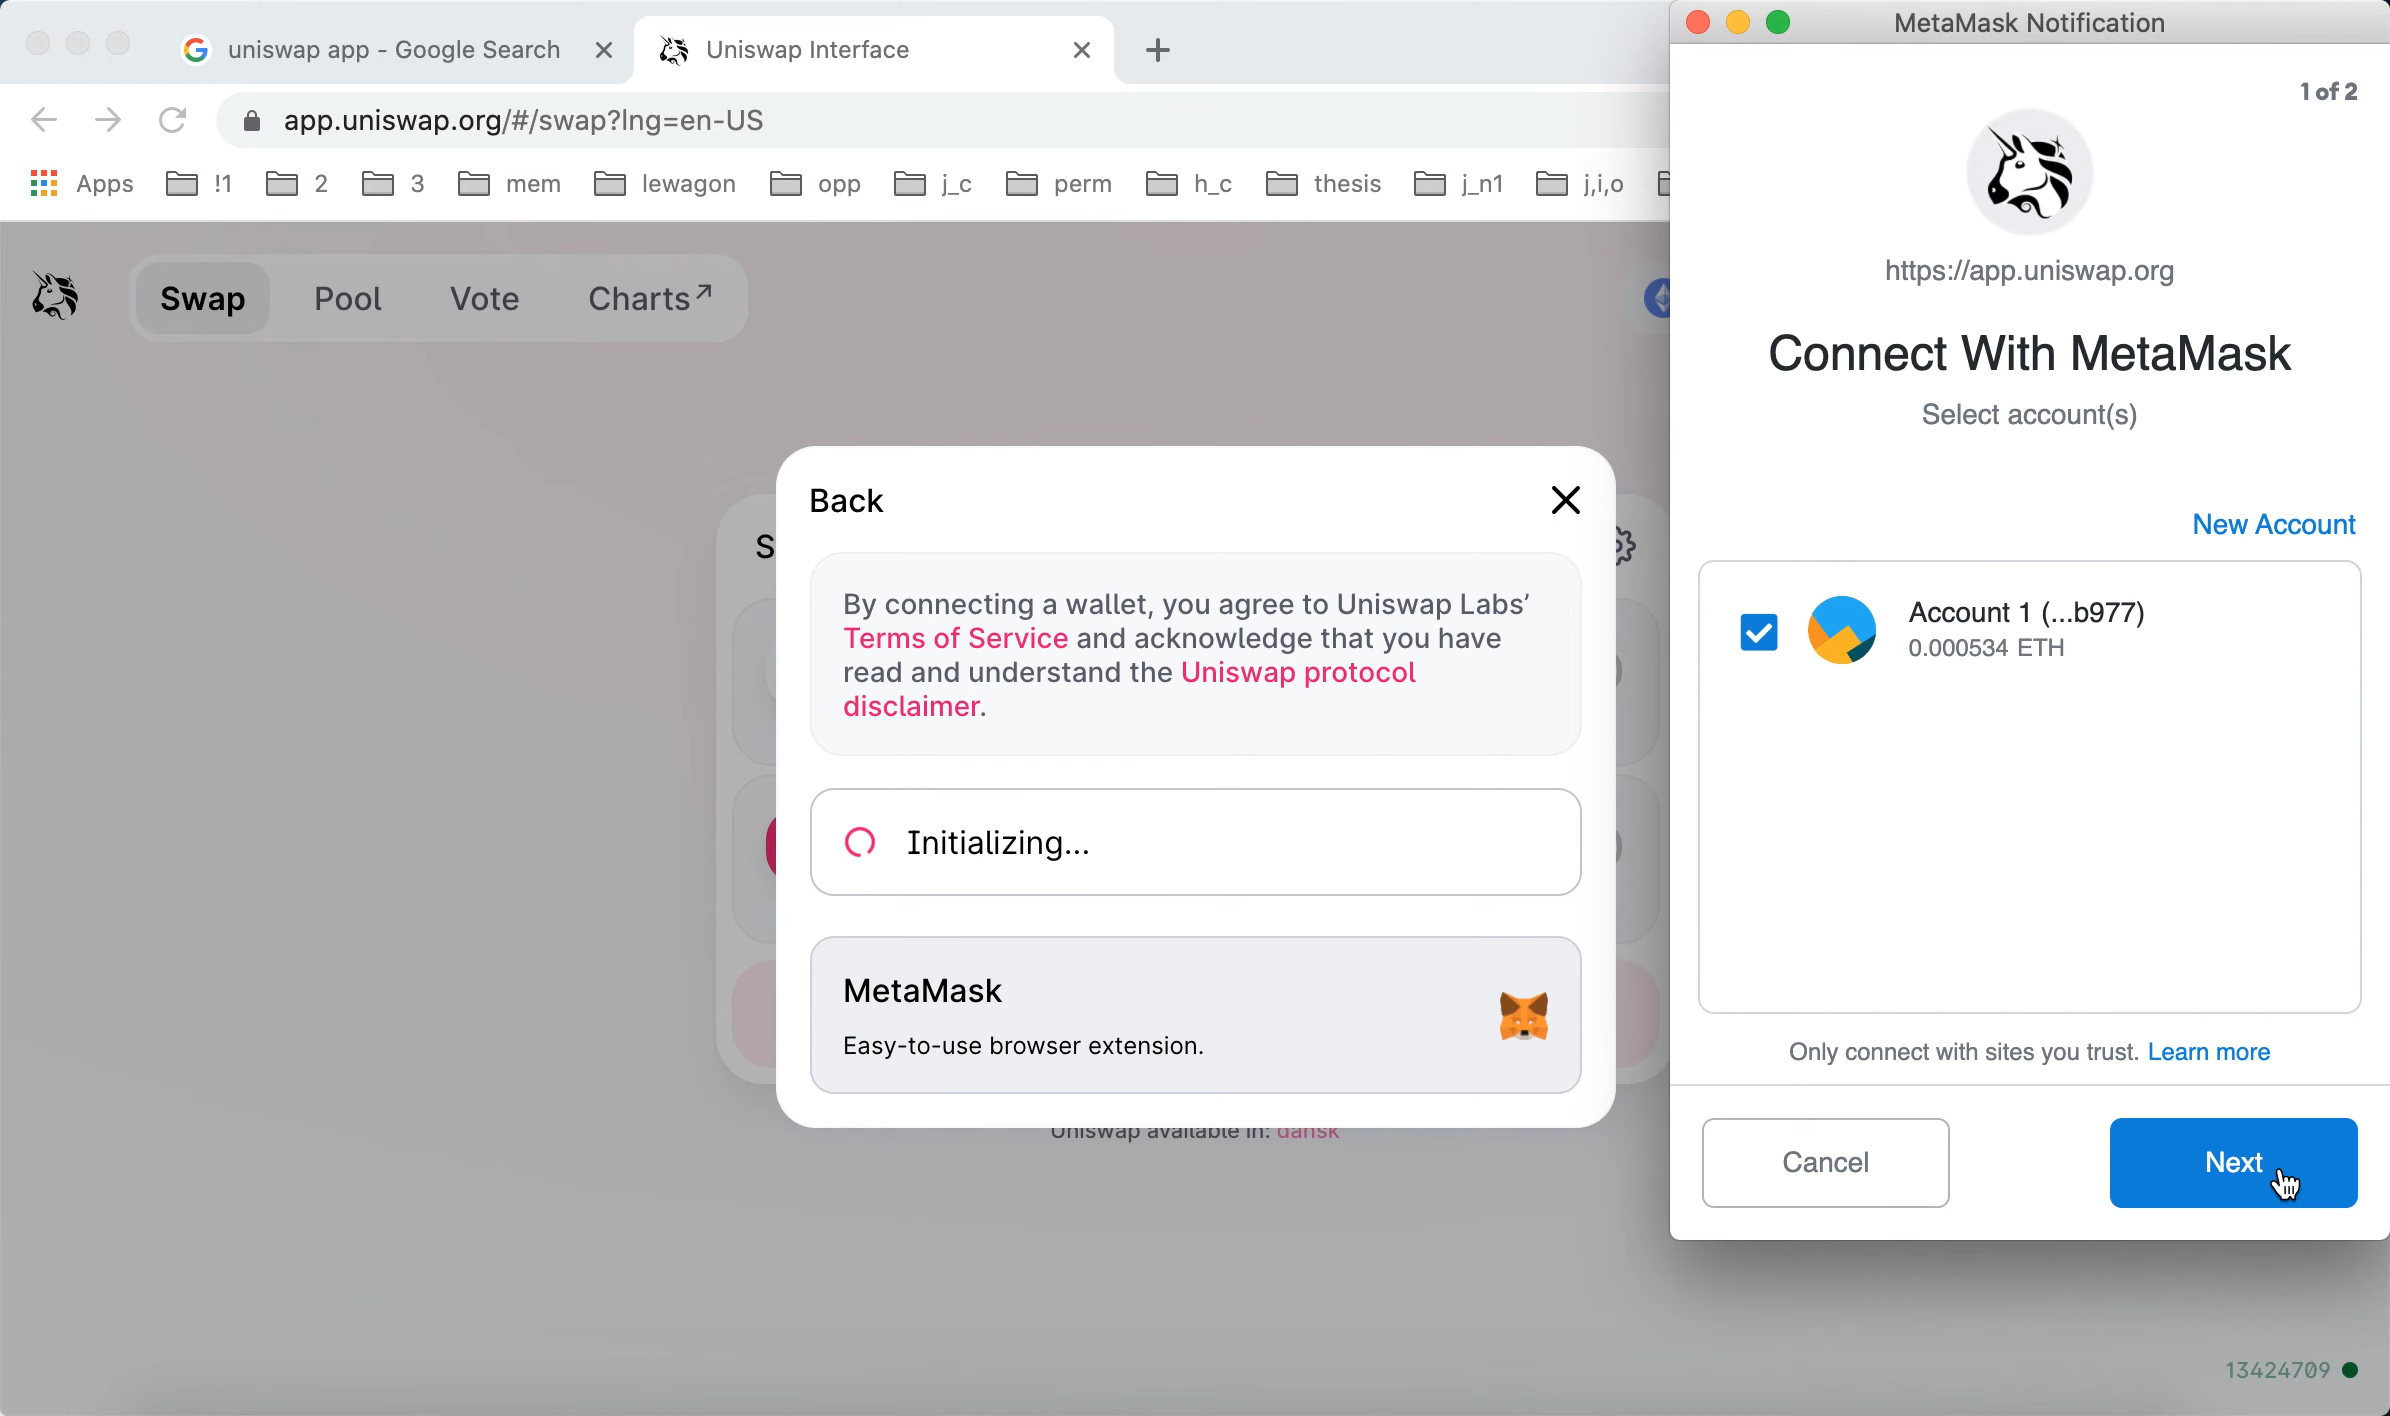 uniswap app - Google Search
Uniswap Interface
app.uniswap.org/#/swap?lng=en-US
Apps !1 2 3 mem lewagon opp j_c perm h_c thesis j_n1 j,i,o
Swap Pool Vote Charts↗
S
Back
By connecting a wallet, you agree to Uniswap Labs’
Terms of Service and acknowledge that you have
read and understand the Uniswap protocol
disclaimer.
Initializing...
MetaMask
Easy-to-use browser extension.
Uniswap available in: dansk
MetaMask Notification
1 of 2
https://app.uniswap.org
Connect With MetaMask
Select account(s)
New Account
Account 1 (...b977)
0.000534 ETH
Only connect with sites you trust. Learn more
Cancel
Next
13424709